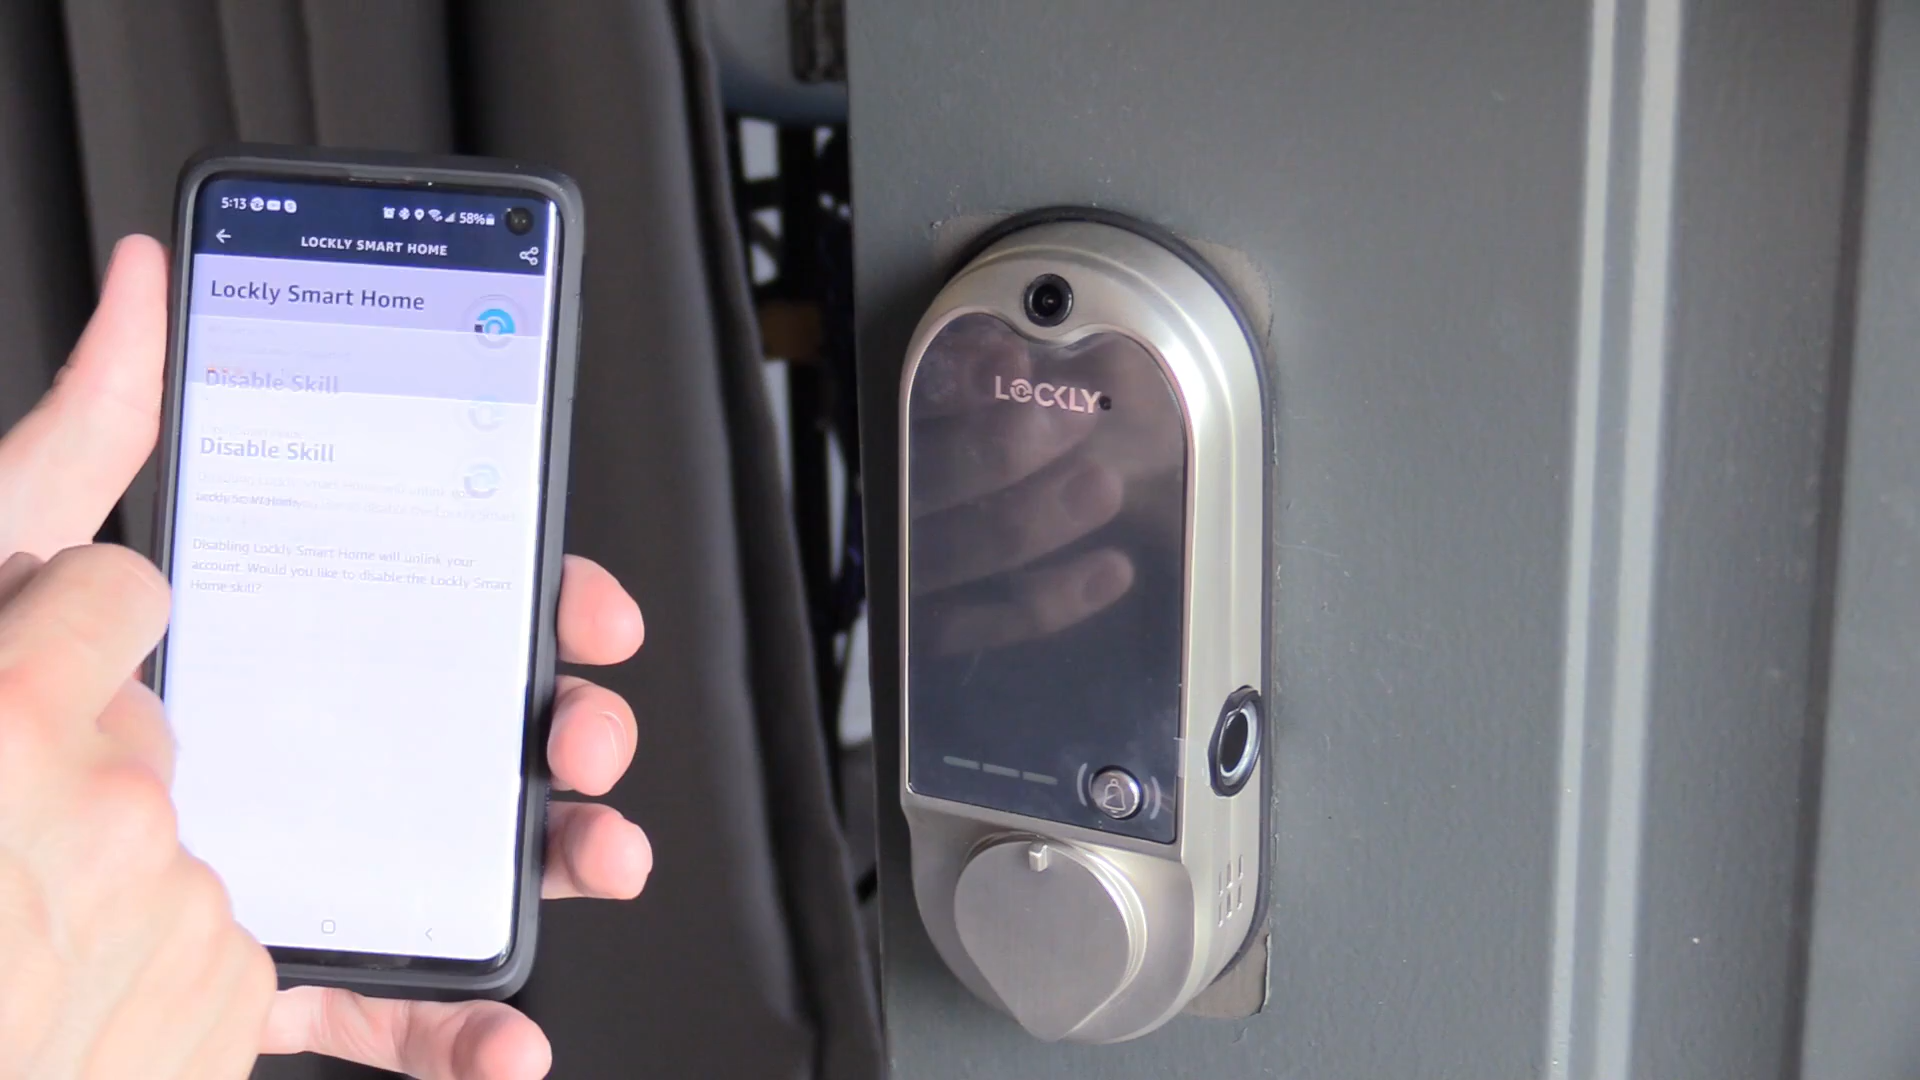 5:13
58%
LOCKLY SMART HOME
Lockly Smart Home
Disable Skill
Disable Skill
Disabling Lockly Smart Home will unlink your
account. Would you like to disable the Lockly Smart
Home skill?
LOCKLY